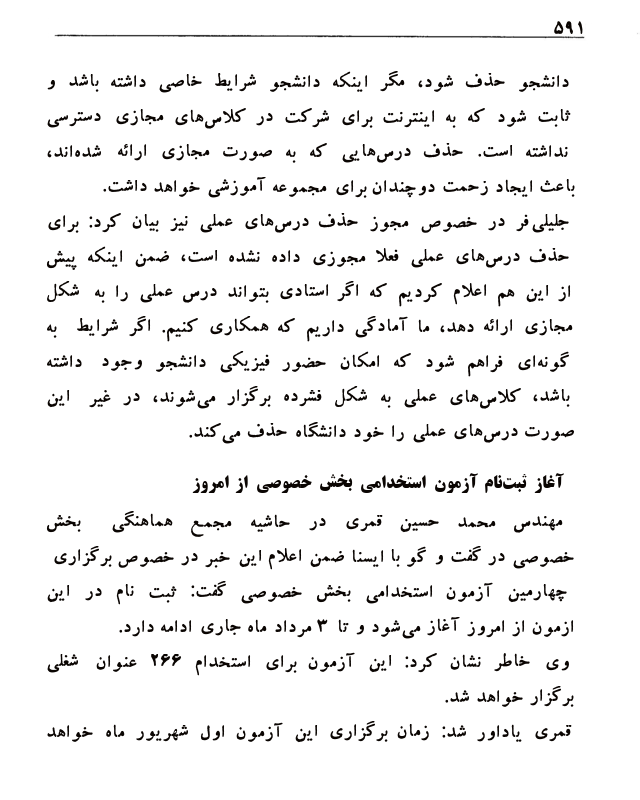 ۵۹۱
دانشجو حذف شود، مگر اینکه دانشجو شرایط خاصی داشته باشد و
ثابت شود که به اینترنت برای شرکت در کلاس‌های مجازی دسترسی
نداشته است. حذف درس‌هایی که به صورت مجازی ارائه شده‌اند،
باعث ایجاد زحمت دوچندان برای مجموعه آموزشی خواهد داشت.
جلیلی‌فر در خصوص مجوز حذف درس‌های عملی نیز بیان کرد: برای
حذف درس‌های عملی فعلا مجوزی داده نشده است، ضمن اینکه پیش
از این هم اعلام کردیم که اگر استادی بتواند درس عملی را به شکل
مجازی ارائه دهد، ما آمادگی داریم که همکاری کنیم. اگر شرایط به
گونه‌ای فراهم شود که امکان حضور فیزیکی دانشجو وجود داشته
باشد، کلاس‌های عملی به شکل فشرده برگزار می‌شوند، در غیر این
صورت درس‌های عملی را خود دانشگاه حذف می‌کند.
آغاز ثبت‌نام آزمون استخدامی بخش خصوصی از امروز
مهندس محمد حسین قمری در حاشیه مجمع هماهنگی بخش
خصوصی در گفت و گو با ایسنا ضمن اعلام این خبر در خصوص برگزاری
چهارمین آزمون استخدامی بخش خصوصی گفت: ثبت نام در این
ازمون از امروز آغاز می‌شود و تا ۳ مرداد ماه جاری ادامه دارد.
وی خاطر نشان کرد: این آزمون برای استخدام ۲۶۶ عنوان شغلی
برگزار خواهد شد.
قمری یاداور شد: زمان برگزاری این آزمون اول شهریور ماه خواهد